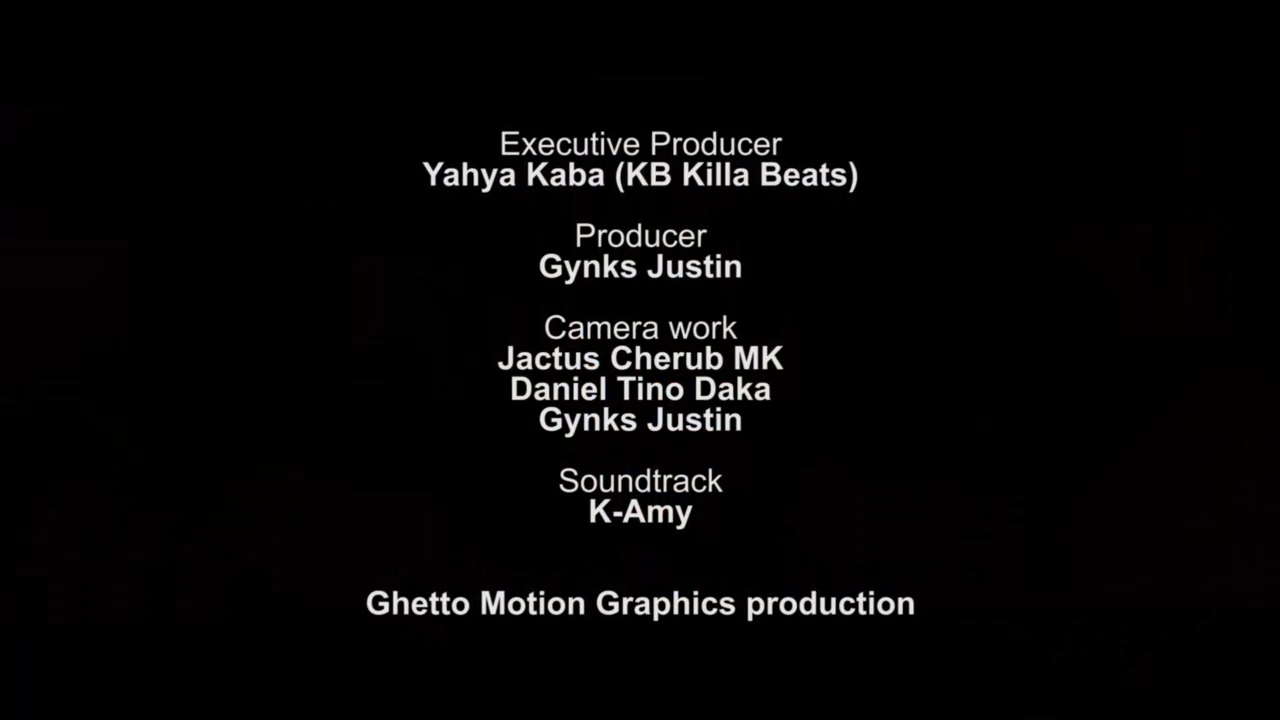 Executive Producer
Yahya Kaba (KB Killa Beats)
Producer
Gynks Justin
Camera work
Jactus Cherub MK
Daniel Tino Daka
Gynks Justin
Soundtrack
K-Amy
Ghetto Motion Graphics production